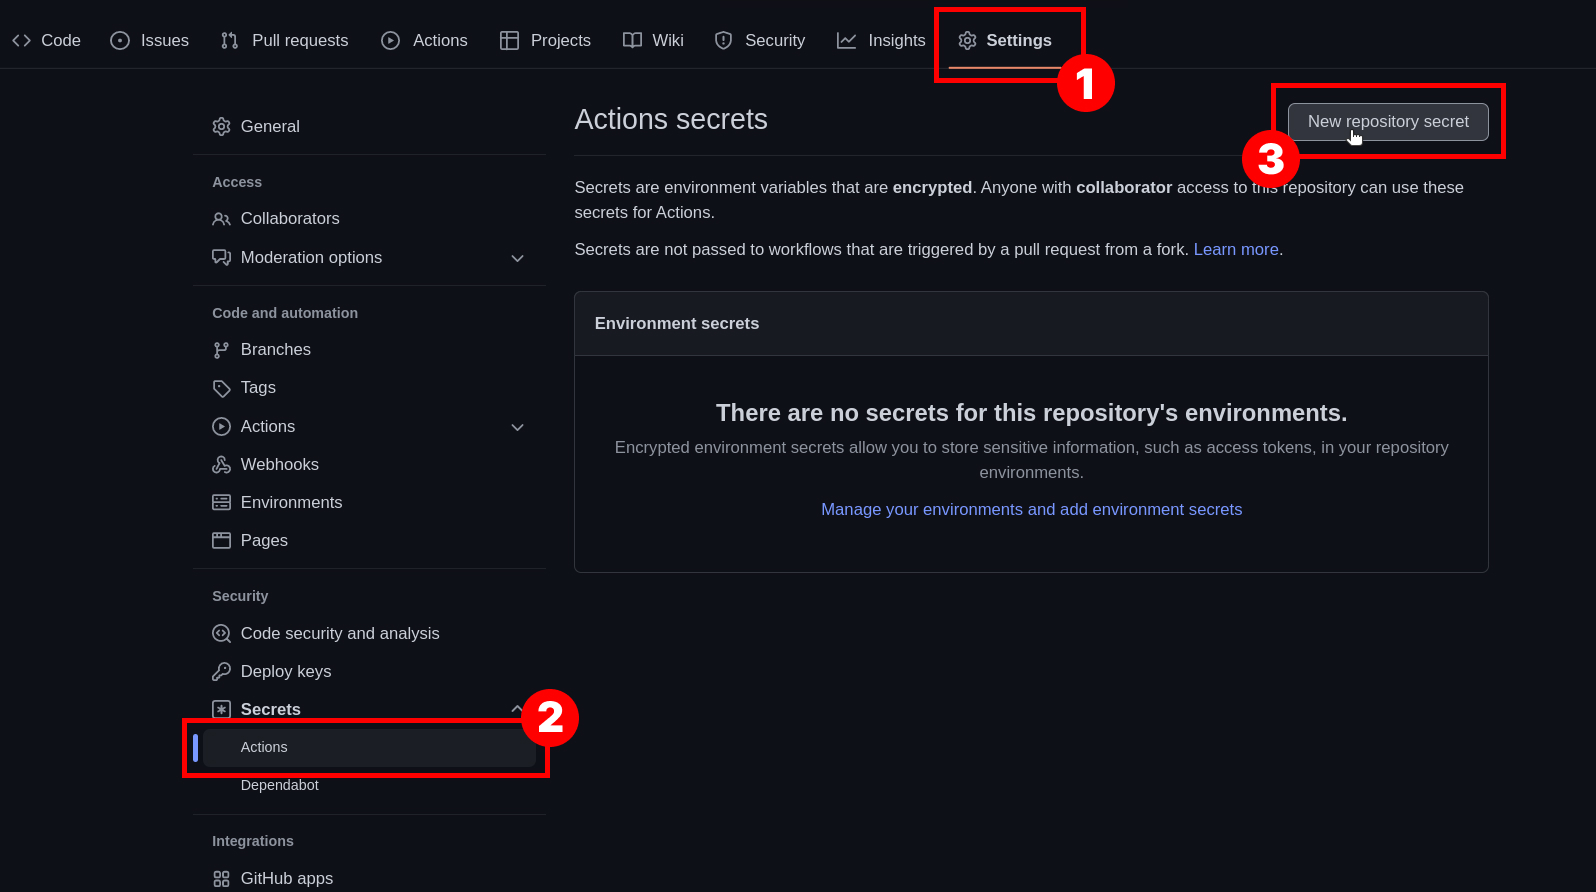 Code Issues Pull requests Actions Projects Wiki Security Insights Settings
1
General
Access
Collaborators
Moderation options
Code and automation
Branches
Tags
Actions
Webhooks
Environments
Pages
Security
Code security and analysis
Deploy keys
Secrets
2
Actions
Dependabot
Integrations
GitHub apps
Actions secrets
New repository secret
3
Secrets are environment variables that are encrypted. Anyone with collaborator access to this repository can use these
secrets for Actions.
Secrets are not passed to workflows that are triggered by a pull request from a fork. Learn more.
Environment secrets
There are no secrets for this repository's environments.
Encrypted environment secrets allow you to store sensitive information, such as access tokens, in your repository
environments.
Manage your environments and add environment secrets